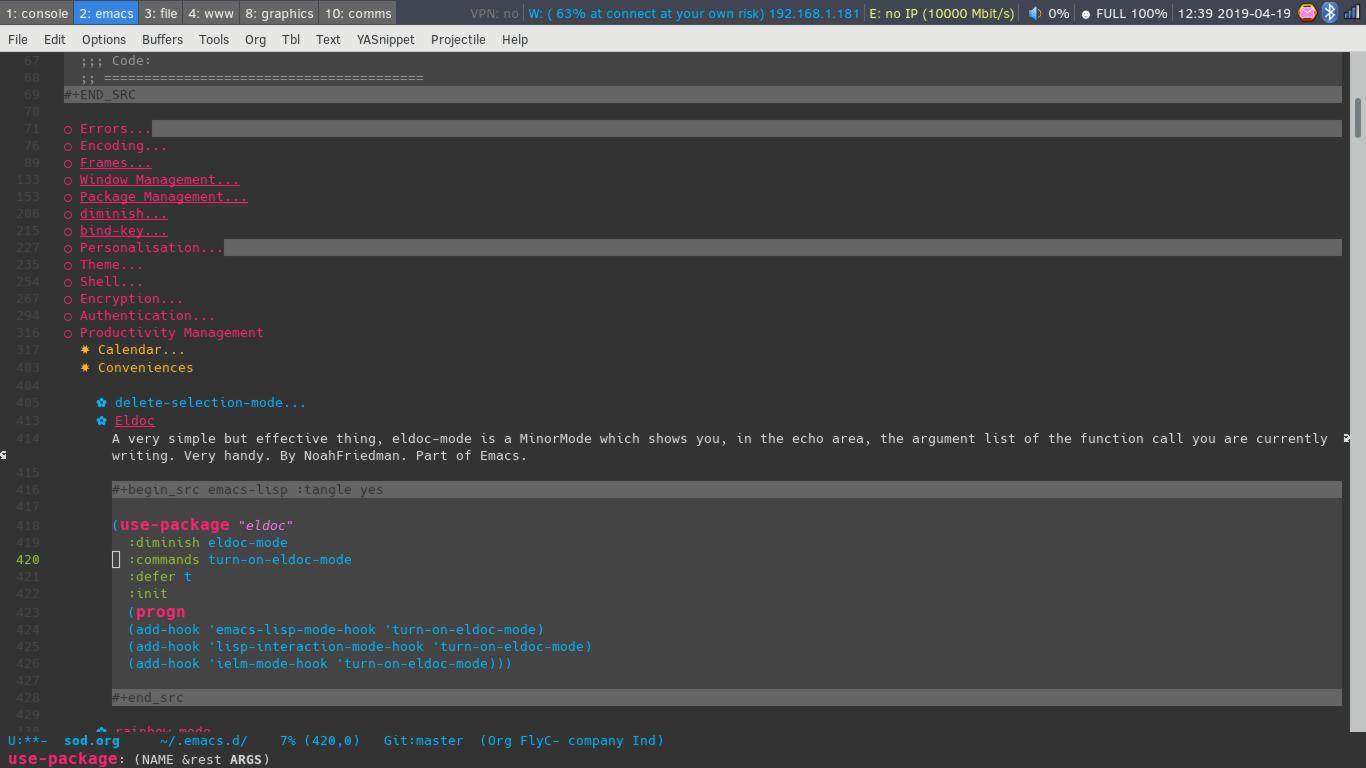 1: console 2: emacs 3: file 4: www 8: graphics 10: comms VPN: no W: ( 63% at connect at your own risk) 192.168.1.181 E: no IP (10000 Mbit/s) 0% ☻ FULL 100% 12:39 2019-04-19
File Edit Options Buffers Tools Org Tbl Text YASnippet Projectile Help
67 ;;; Code:
68 ;; ========================================
69 #+END_SRC
70
71 ○ Errors...
76 ○ Encoding...
89 ○ Frames...
133 ○ Window Management...
153 ○ Package Management...
206 ○ diminish...
215 ○ bind-key...
227 ○ Personalisation...
235 ○ Theme...
254 ○ Shell...
267 ○ Encryption...
294 ○ Authentication...
316 ○ Productivity Management
317 ✸ Calendar...
403 ✸ Conveniences
404
405 ✿ delete-selection-mode...
413 ✿ Eldoc
414 A very simple but effective thing, eldoc-mode is a MinorMode which shows you, in the echo area, the argument list of the function call you are currently
writing. Very handy. By NoahFriedman. Part of Emacs.
415
416 #+begin_src emacs-lisp :tangle yes
417
418 (use-package "eldoc"
419 :diminish eldoc-mode
420 :commands turn-on-eldoc-mode
421 :defer t
422 :init
423 (progn
424 (add-hook 'emacs-lisp-mode-hook 'turn-on-eldoc-mode)
425 (add-hook 'lisp-interaction-mode-hook 'turn-on-eldoc-mode)
426 (add-hook 'ielm-mode-hook 'turn-on-eldoc-mode)))
427
428 #+end_src
429
430 ✿ rainbow mode
U:**- sod.org ~/.emacs.d/ 7% (420,0) Git:master (Org FlyC- company Ind)
use-package: (NAME &rest ARGS)